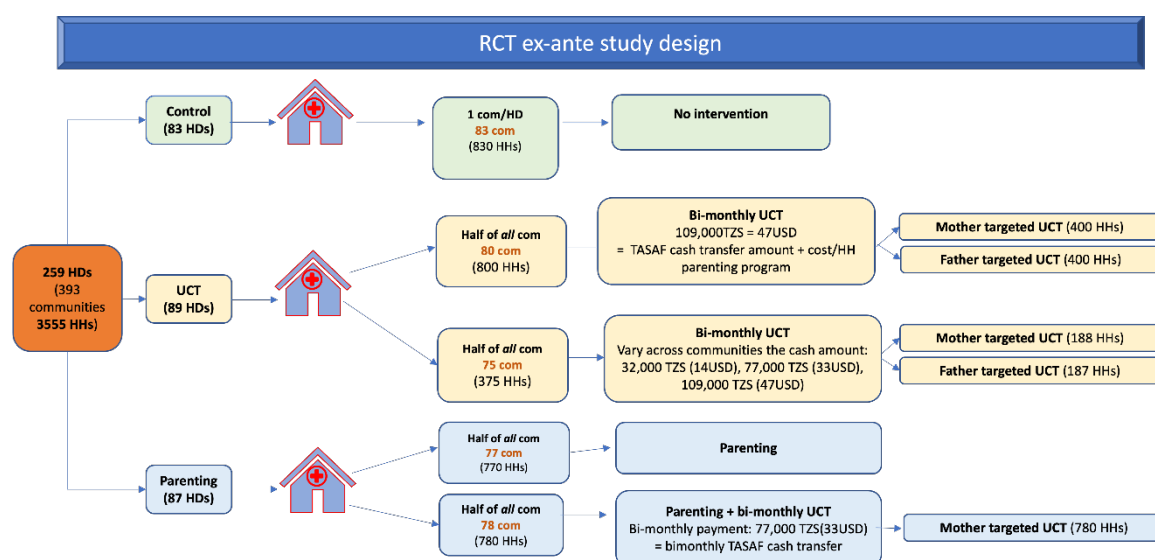 RCT ex-ante study design
Control
(83 HDs)
1 com/HD
83 com
(830 HHs)
No intervention
259 HDs
(393
communities
3555 HHs)
UCT
(89 HDs)
Half of all com
80 com
(800 HHs)
Bi-monthly UCT
109,000TZS = 47USD
= TASAF cash transfer amount + cost/HH
parenting program
Mother targeted UCT (400 HHs)
Father targeted UCT (400 HHs)
Half of all com
75 com
(375 HHs)
Bi-monthly UCT
Vary across communities the cash amount:
32,000 TZS (14USD), 77,000 TZS (33USD),
109,000 TZS (47USD)
Mother targeted UCT (188 HHs)
Father targeted UCT (187 HHs)
Parenting
(87 HDs)
Half of all com
77 com
(770 HHs)
Parenting
Half of all com
78 com
(780 HHs)
Parenting + bi-monthly UCT
Bi-monthly payment: 77,000 TZS(33USD)
= bimonthly TASAF cash transfer
Mother targeted UCT (780 HHs)